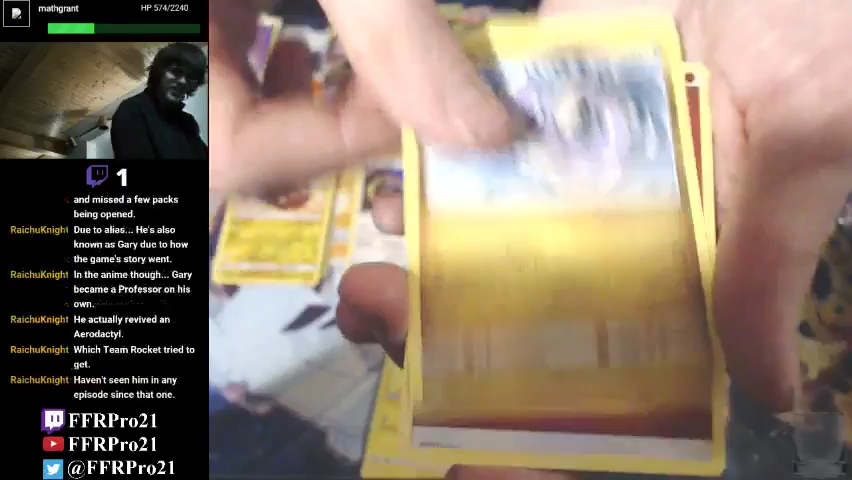 mathgrant
HP 574/2240
1
and missed a few packs
being opened.
RaichuKnight Due to alias... He's also
known as Gary due to how
the game's story went.
RaichuKnight In the anime though... Gary
became a Professor on his
own.
RaichuKnight He actually revived an
Aerodactyl.
RaichuKnight Which Team Rocket tried to
get.
RaichuKnight Haven't seen him in any
episode since that one.
FFRPro21
FFRPro21
@FFRPro21